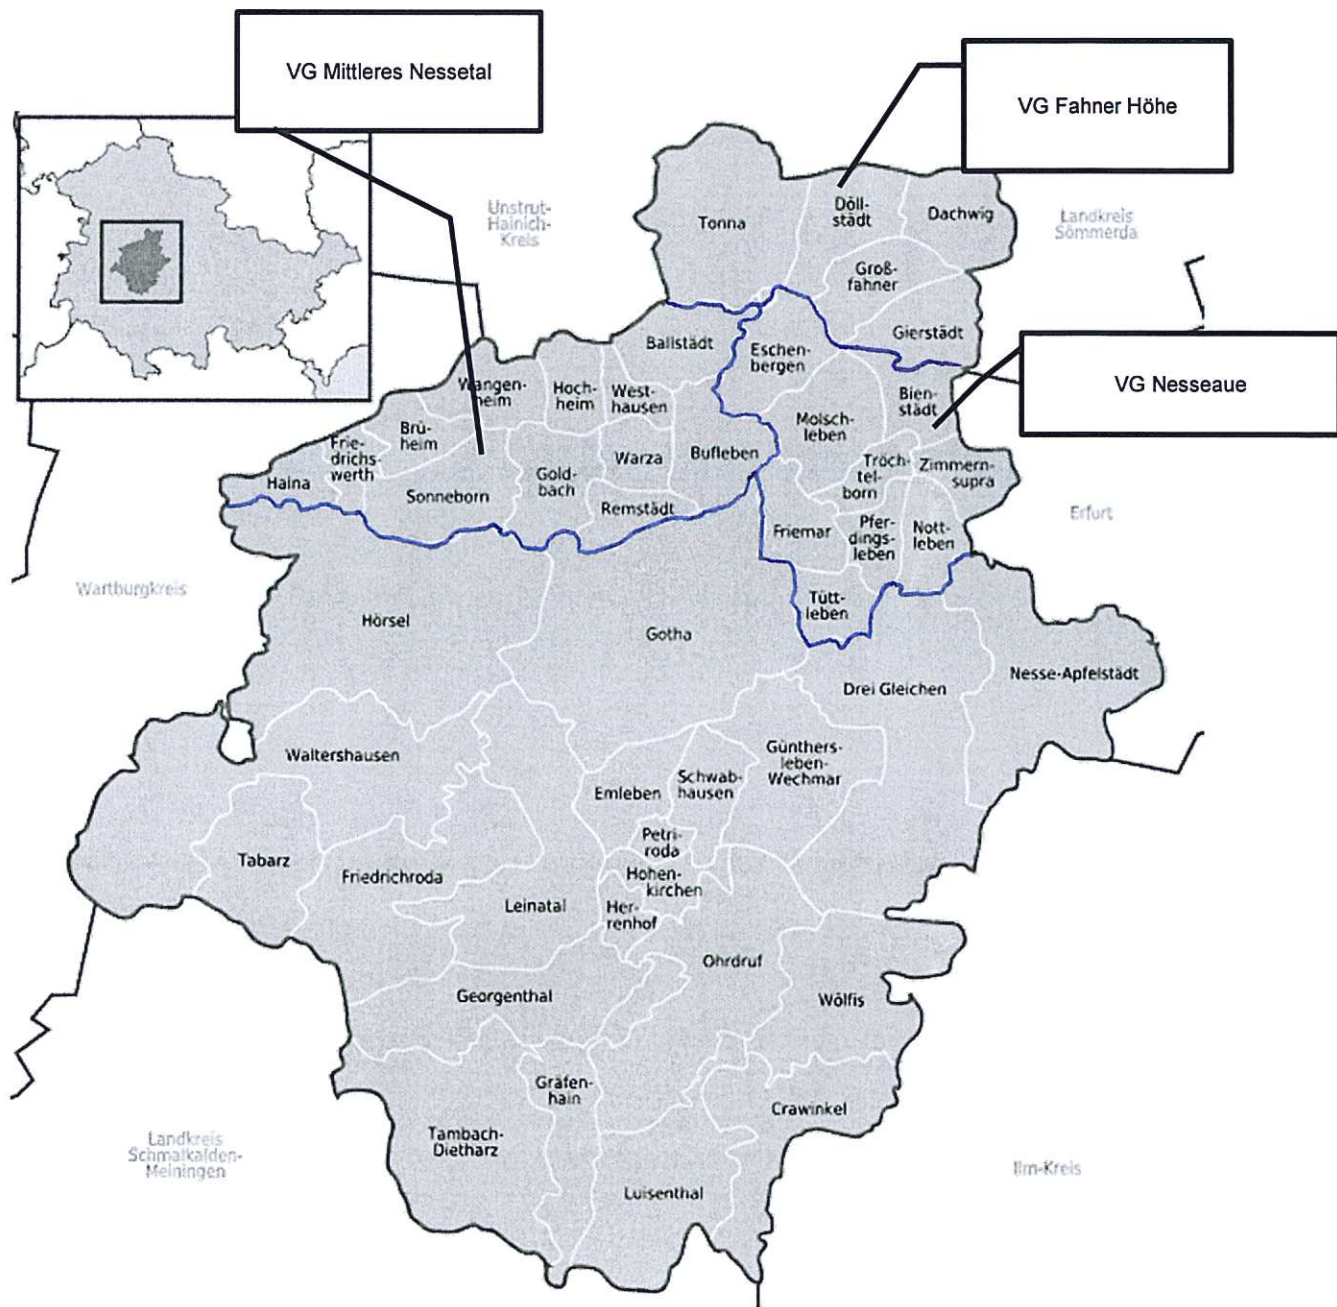 VG Mittleres Nessetal
VG Fahner Höhe
Unstrut-
Hainich-
Kreis
Landkreis
Sömmerda
Tonna
Döll-
städt
Dachwig
Groß-
fahner
Gierstädt
Ballstädt
Eschen-
bergen
VG Nesseaue
Wangen-
heim
Hoch-
heim
West-
hausen
Bien-
städt
Molsch-
leben
Brü-
heim
Frie-
drichs-
werth
Bufleben
Warza
Tröch-
tel-
born
Zimmern-
supra
Haina
Sonneborn
Gold-
bach
Remstädt
Friemar
Pfer-
dings-
leben
Nott-
leben
Erfurt
Wartburgkreis
Tütt-
leben
Hörsel
Gotha
Drei Gleichen
Nesse-Apfelstädt
Waltershausen
Günthers-
leben-
Wechmar
Schwab-
hausen
Emleben
Petri-
roda
Tabarz
Friedrichroda
Hohen-
kirchen
Leinatal
Her-
renhof
Ohrdruf
Georgenthal
Wölfis
Gräfen-
hain
Crawinkel
Tambach-
Dietharz
Landkreis
Schmalkalden-
Meiningen
Ilm-Kreis
Luisenthal